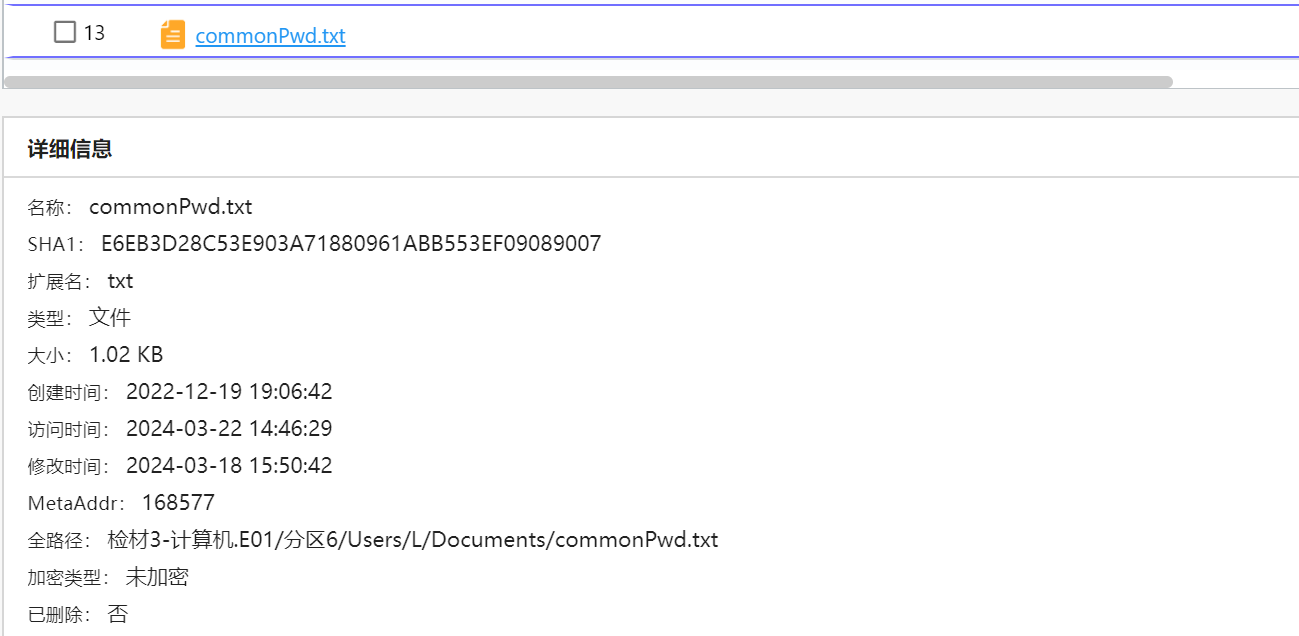 13 commonPwd.txt
详细信息
名称： commonPwd.txt
SHA1： E6EB3D28C53E903A71880961ABB553EF09089007
扩展名： txt
类型： 文件
大小： 1.02 KB
创建时间： 2022-12-19 19:06:42
访问时间： 2024-03-22 14:46:29
修改时间： 2024-03-18 15:50:42
MetaAddr： 168577
全路径： 检材3-计算机.E01/分区6/Users/L/Documents/commonPwd.txt
加密类型： 未加密
已删除： 否